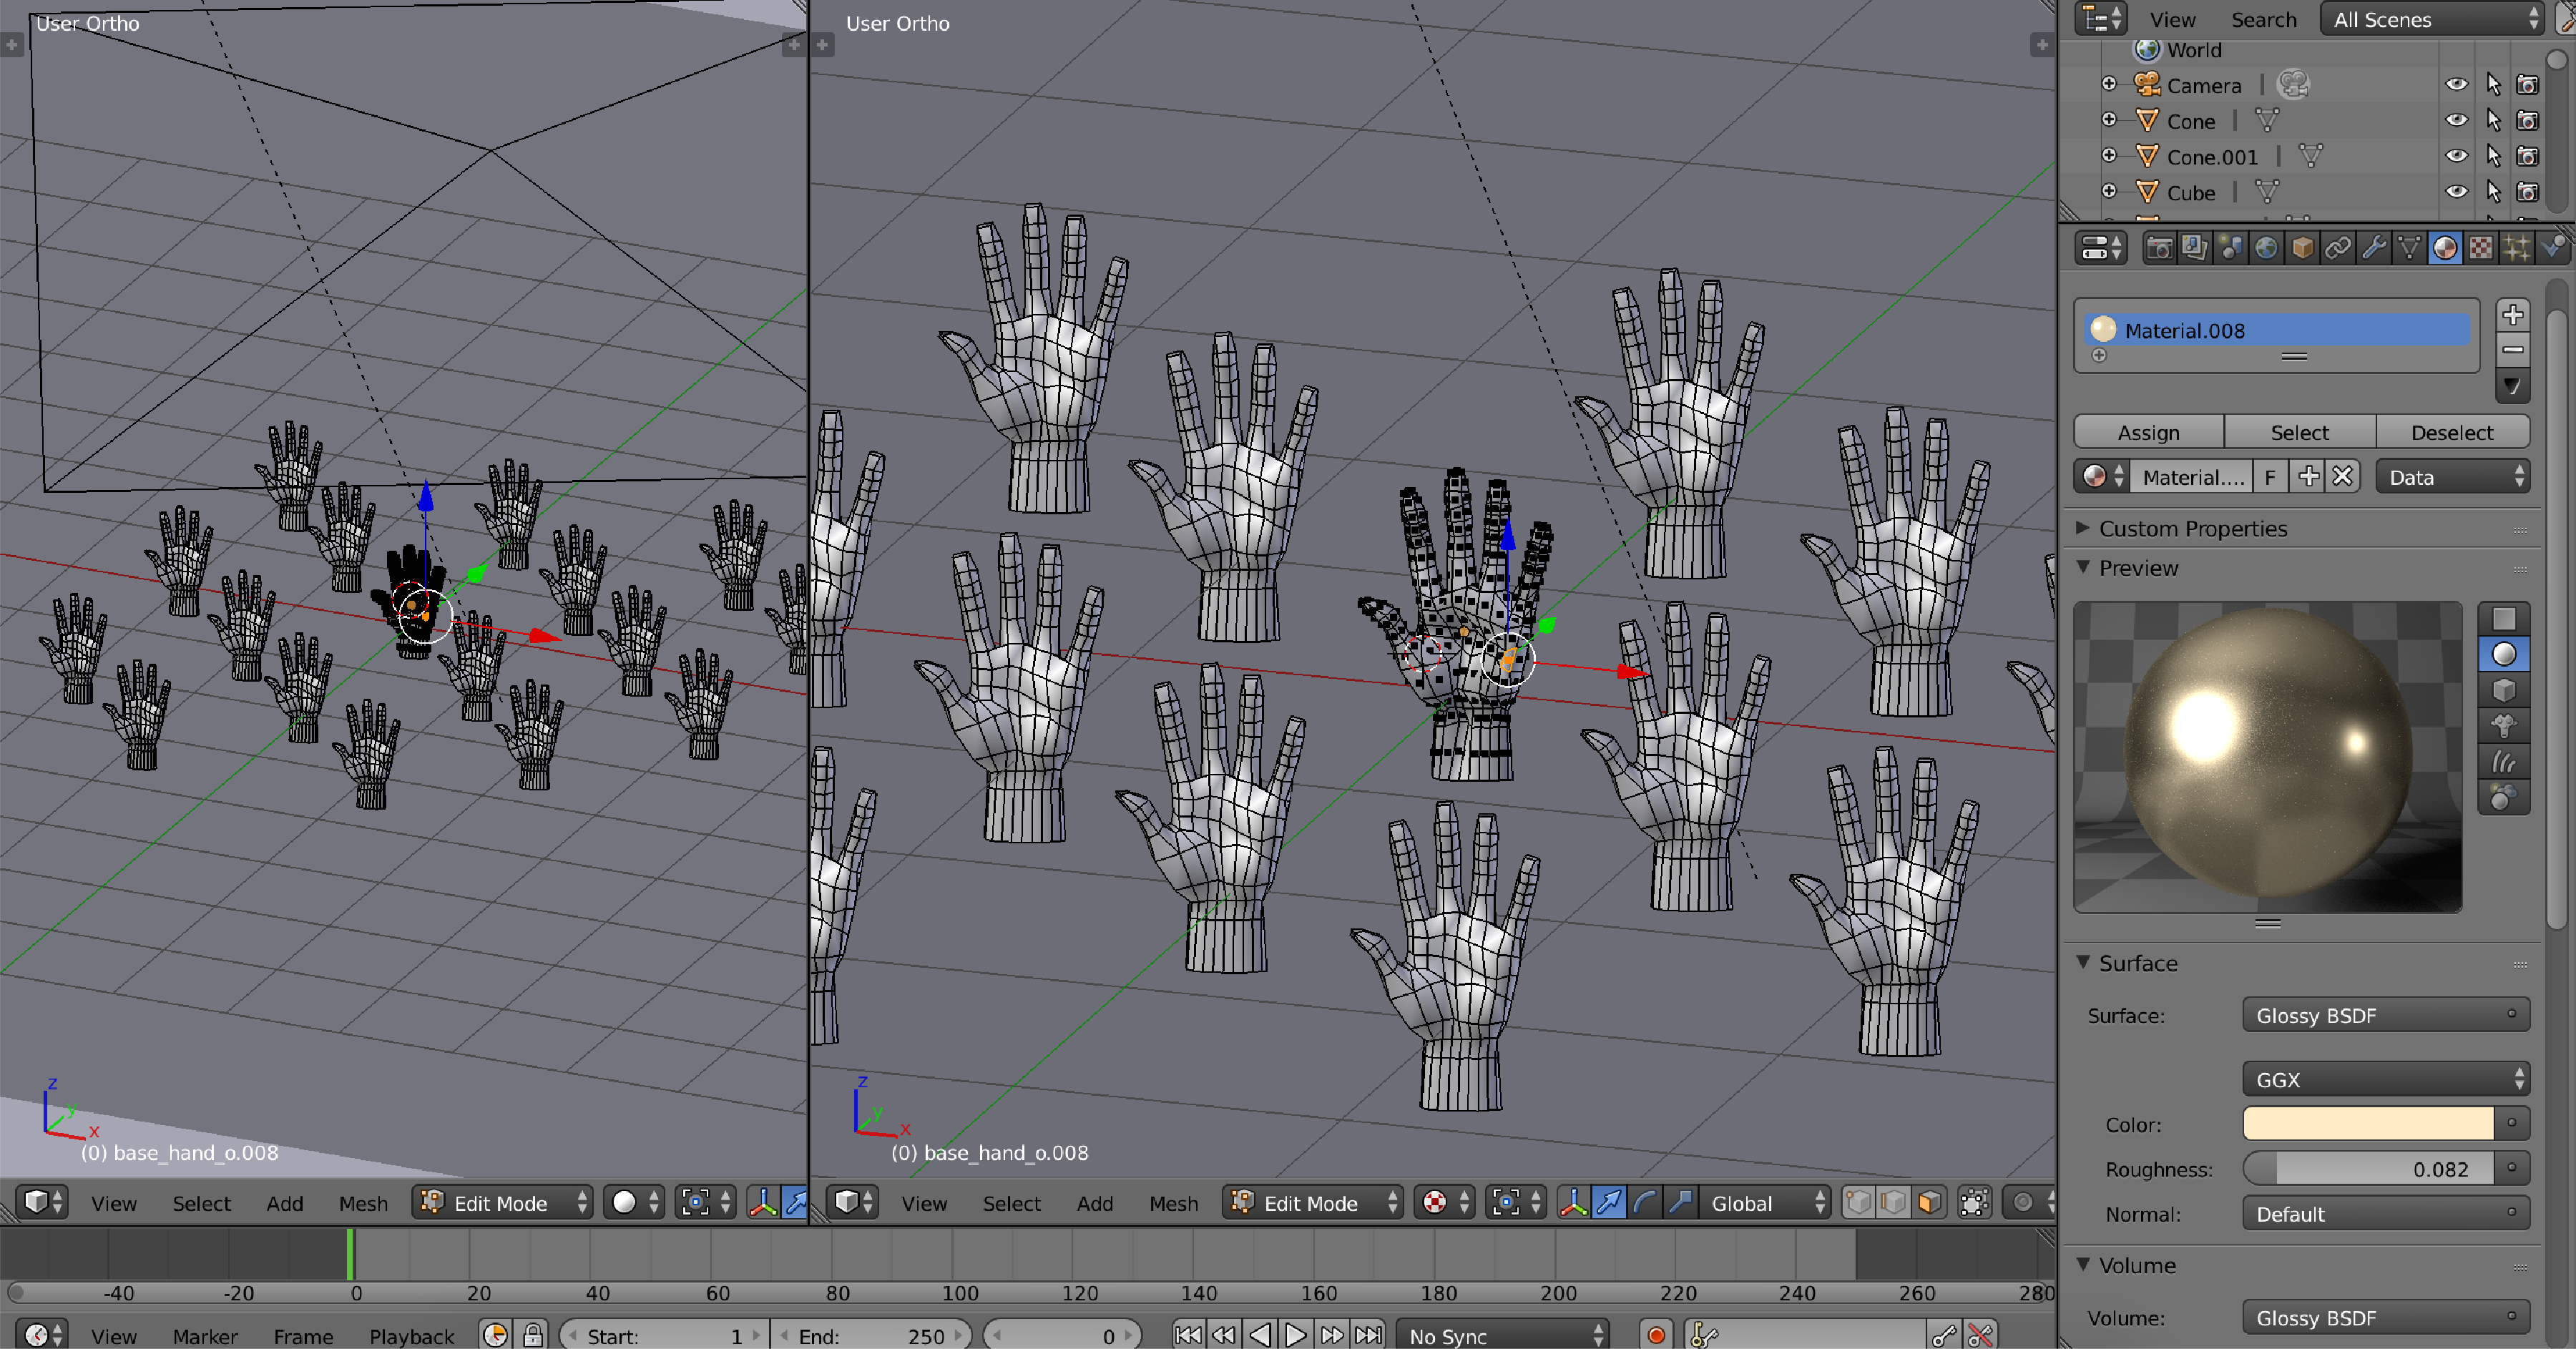 User Ortho
User Ortho
View Search All Scenes
World
Camera
Cone
Cone.001
Cube
Material.008
Assign Select Deselect
Material.... F Data
Custom Properties
Preview
Surface
Surface: Glossy BSDF
GGX
Color:
Roughness: 0.082
Normal: Default
Volume
Volume: Glossy BSDF
z
y
x
(0) base_hand_o.008
z
y
x
(0) base_hand_o.008
View Select Add Mesh Edit Mode
View Select Add Mesh Edit Mode Global
-40 -20 0 20 40 60 80 100 120 140 160 180 200 220 240 260 280
View Marker Frame Playback Start: 1 End: 250 0 No Sync